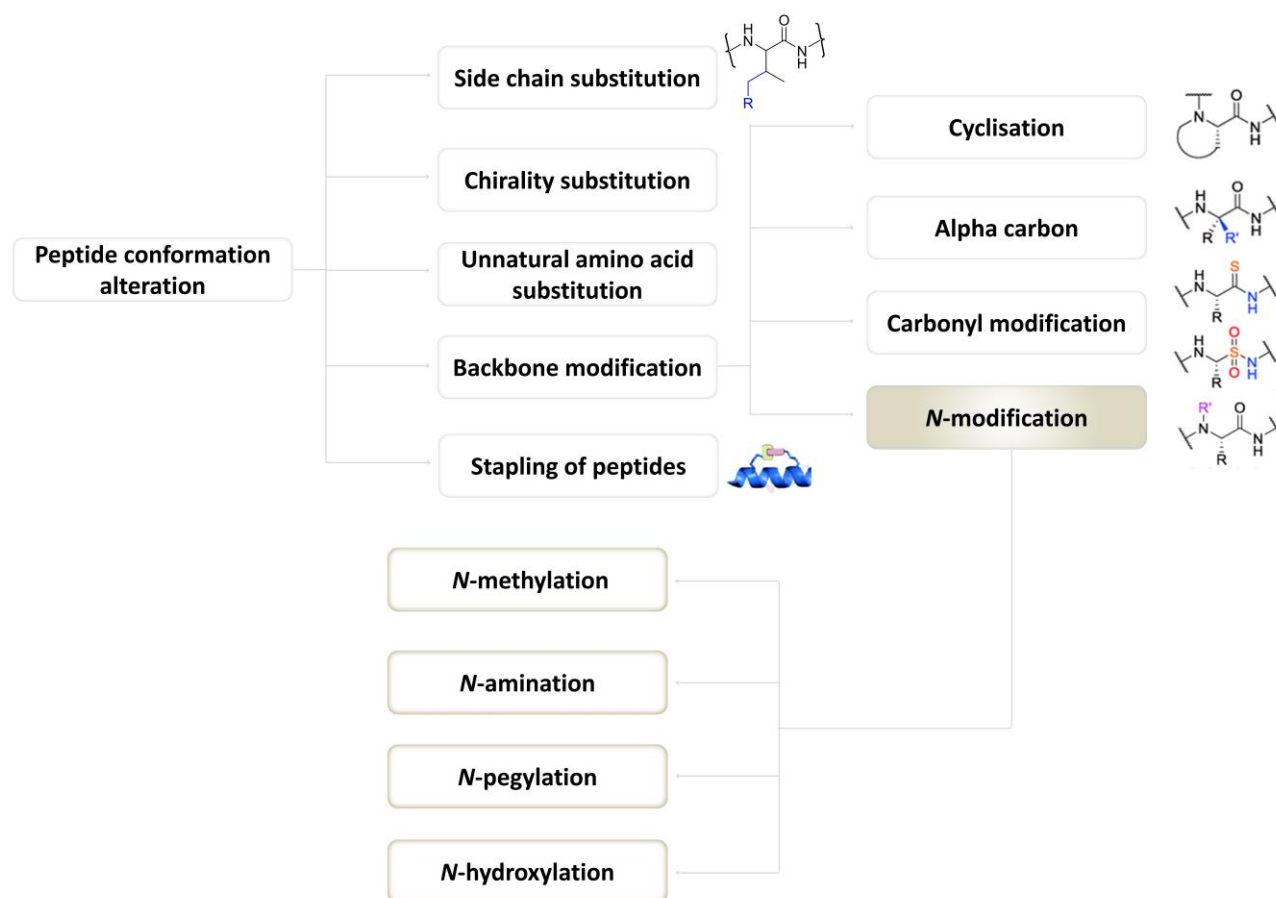 Side chain substitution
H
N
O
N
H
R
Cyclisation
N
O
N
H
Chirality substitution
Alpha carbon
H
N
O
N
H
R
R'
Peptide conformation
alteration
Unnatural amino acid
substitution
Carbonyl modification
H
N
S
N
H
R
Backbone modification
H
N
O
S
O
N
H
R
N-modification
R'
N
O
N
H
R
Stapling of peptides
N-methylation
N-amination
N-pegylation
N-hydroxylation